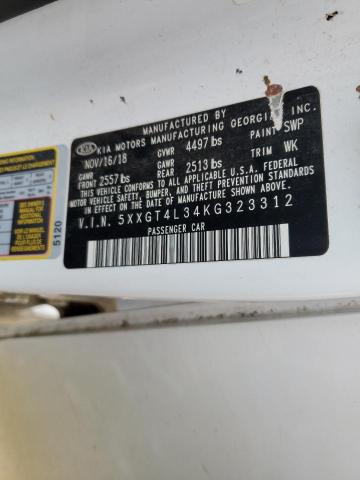 MANUFACTURED BY
KIA KIA MOTORS MANUFACTURING GEORGIA, INC.
NOV/16/18 GVWR 4497 lbs PAINT SWP
GAWR FRONT 2557 lbs GAWR REAR 2513 lbs TRIM WK
THIS VEHICLE CONFORMS TO ALL APPLICABLE U.S.A. FEDERAL
MOTOR VEHICLE SAFETY, BUMPER, AND THEFT PREVENTION
STANDARDS IN EFFECT ON THE DATE OF MANUFACTURE SHOWN ABOVE.
V.I.N. 5XXGT4L34KG323312
PASSENGER CAR
5120